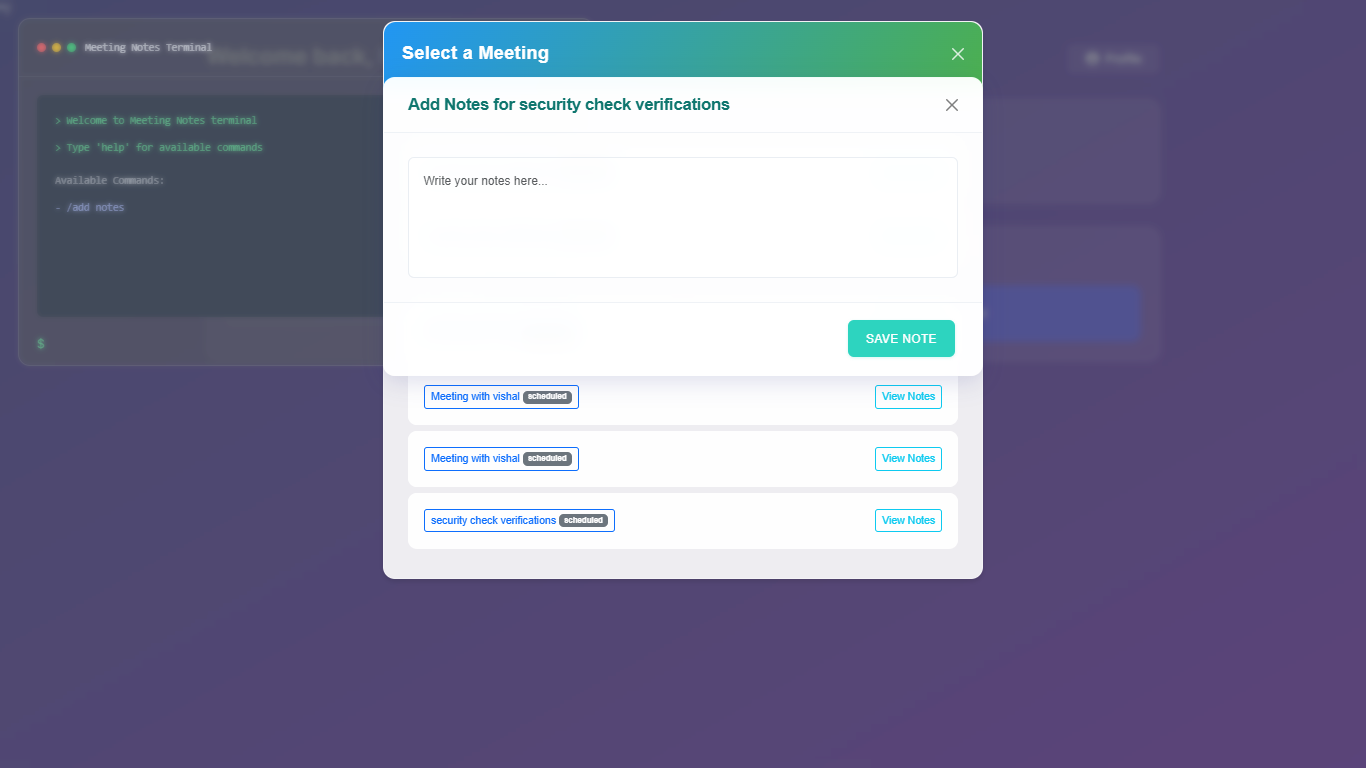 Meeting Notes Terminal
Welcome back,
Profile
> Welcome to Meeting Notes terminal
> Type 'help' for available commands
Available Commands:
- /add notes
$
Select a Meeting
Add Notes for security check verifications
Write your notes here...
SAVE NOTE
Meeting with vishal scheduled View Notes
Meeting with vishal scheduled View Notes
security check verifications scheduled View Notes